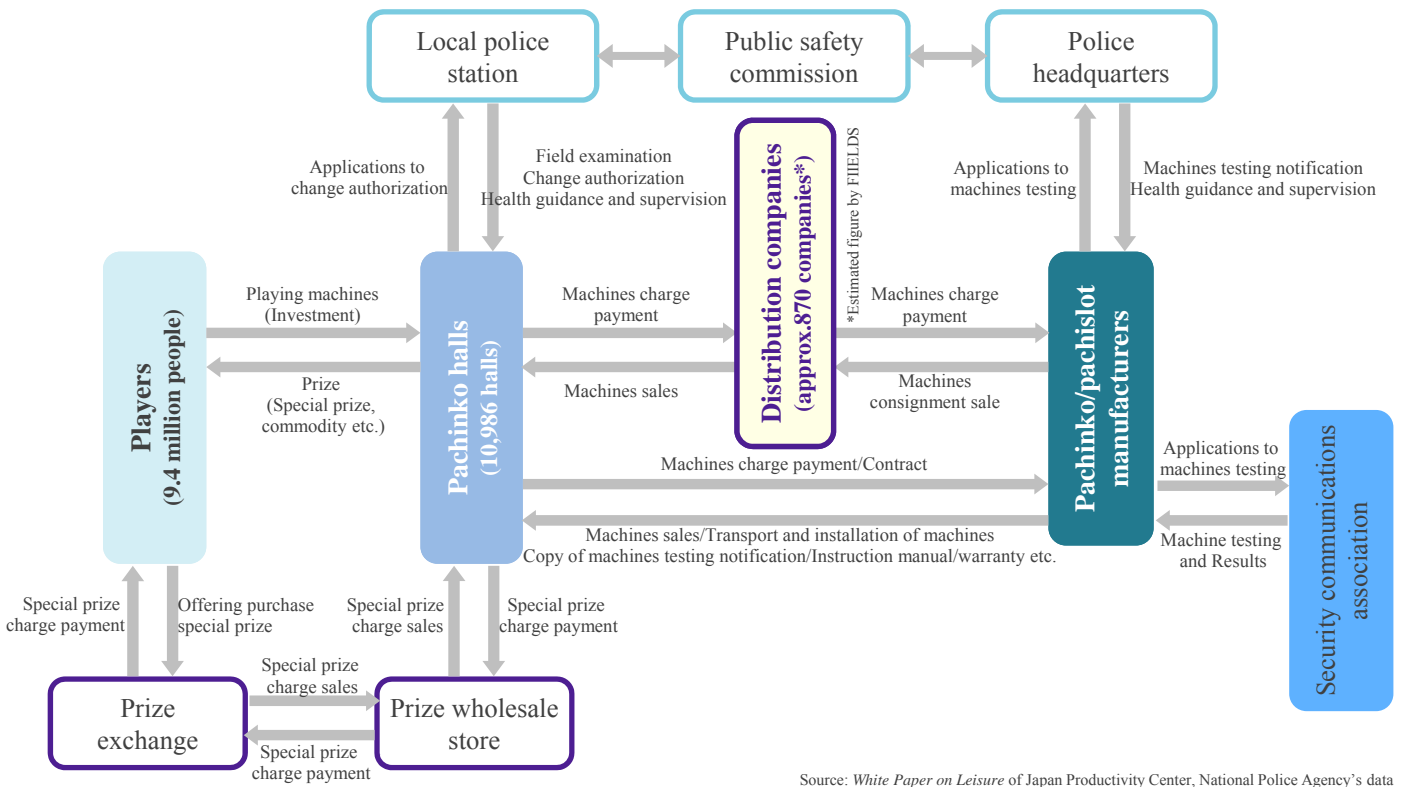 Local police
station
Public safety
commission
Police
headquarters
Applications to
change authorization
Field examination
Change authorization
Health guidance and supervision
Distribution companies
(approx.870 companies*)
*Estimated figure by FIIELDS
Applications to
machines testing
Machines testing notification
Health guidance and supervision
Players
(9.4 million people)
Playing machines
(Investment)
Prize
(Special prize,
commodity etc.)
Pachinko halls
(10,986 halls)
Machines charge
payment
Machines sales
Machines charge
payment
Machines
consignment sale
Pachinko/pachislot
manufacturers
Machines charge payment/Contract
Machines sales/Transport and installation of machines
Copy of machines testing notification/Instruction manual/warranty etc.
Applications to
machines testing
Machine testing
and Results
Security communications
association
Special prize
charge payment
Offering purchase
special prize
Special prize
charge sales
Special prize
charge payment
Prize
exchange
Special prize
charge sales
Special prize
charge payment
Prize wholesale
store
Source: White Paper on Leisure of Japan Productivity Center, National Police Agency's data